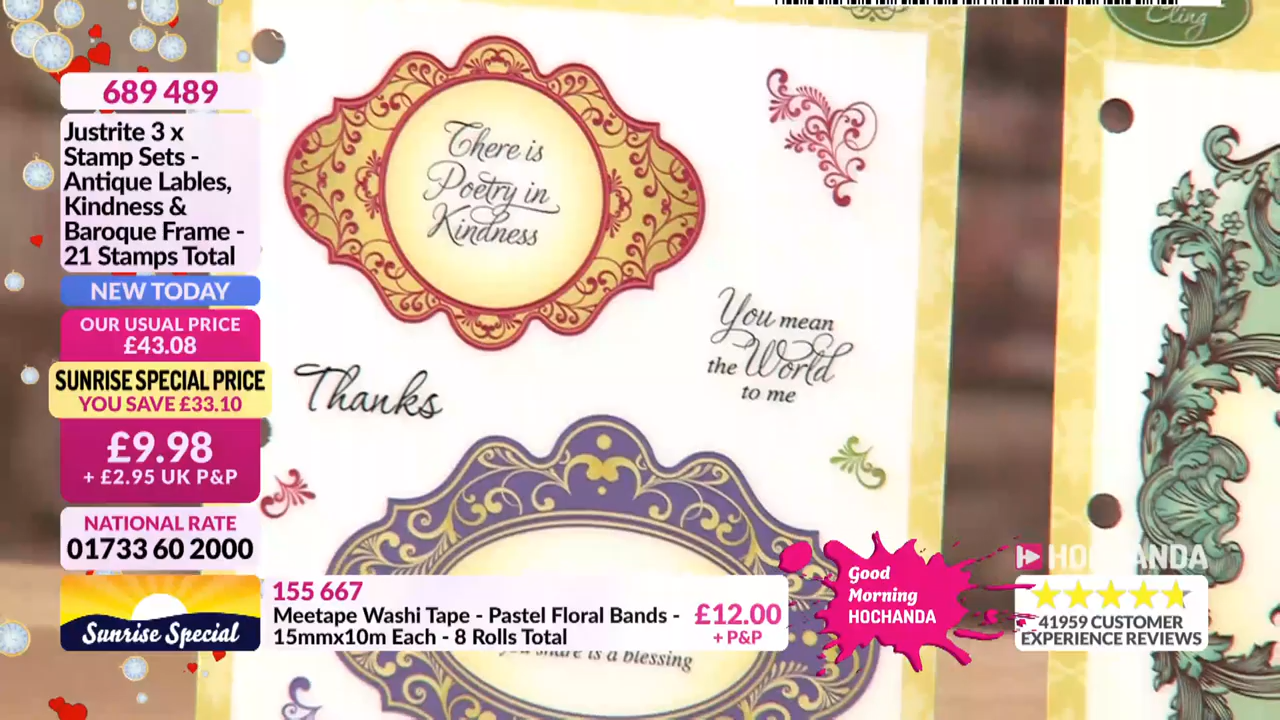 Cling
689 489
Justrite 3 x
Stamp Sets -
Antique Lables,
Kindness &
Baroque Frame -
21 Stamps Total
NEW TODAY
OUR USUAL PRICE
£43.08
SUNRISE SPECIAL PRICE
YOU SAVE £33.10
£9.98
+ £2.95 UK P&P
NATIONAL RATE
01733 60 2000
Sunrise Special
There is
Poetry in
Kindness
You mean
the World
to me
Thanks
155 667
Meetape Washi Tape - Pastel Floral Bands -
15mmx10m Each - 8 Rolls Total
£12.00
+ P&P
share is a blessing
Good
Morning
HOCHANDA
HOCHANDA
41959 CUSTOMER
EXPERIENCE REVIEWS